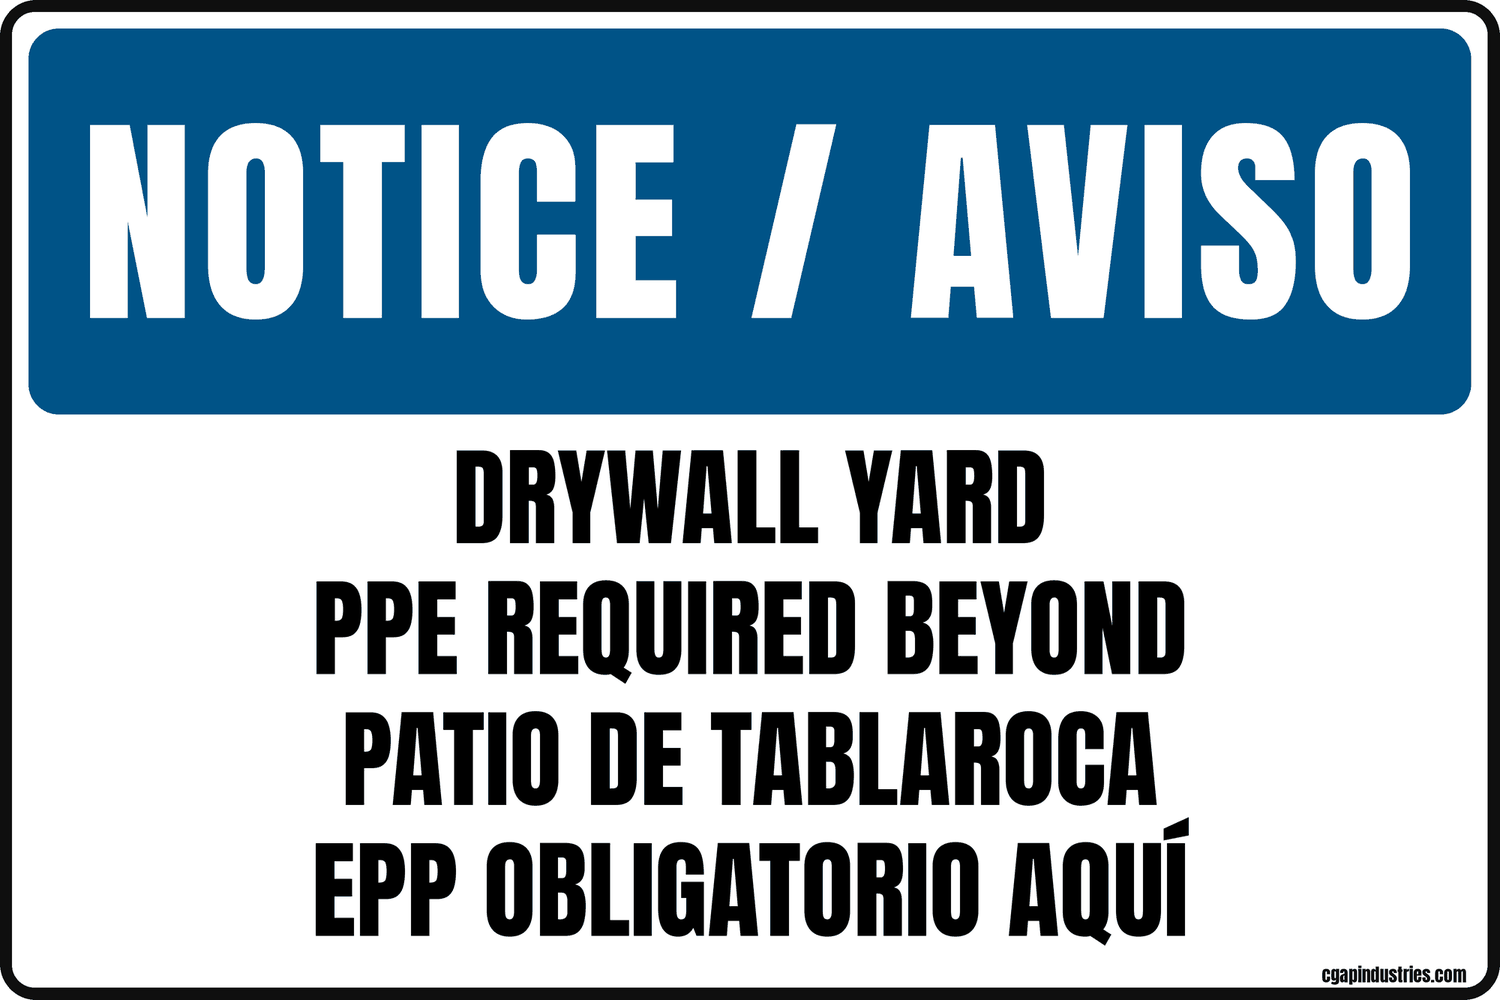 NOTICE / AVISO
DRYWALL YARD
PPE REQUIRED BEYOND
PATIO DE TABLAROCA
EPP OBLIGATORIO AQUÍ
cgapindustries.com